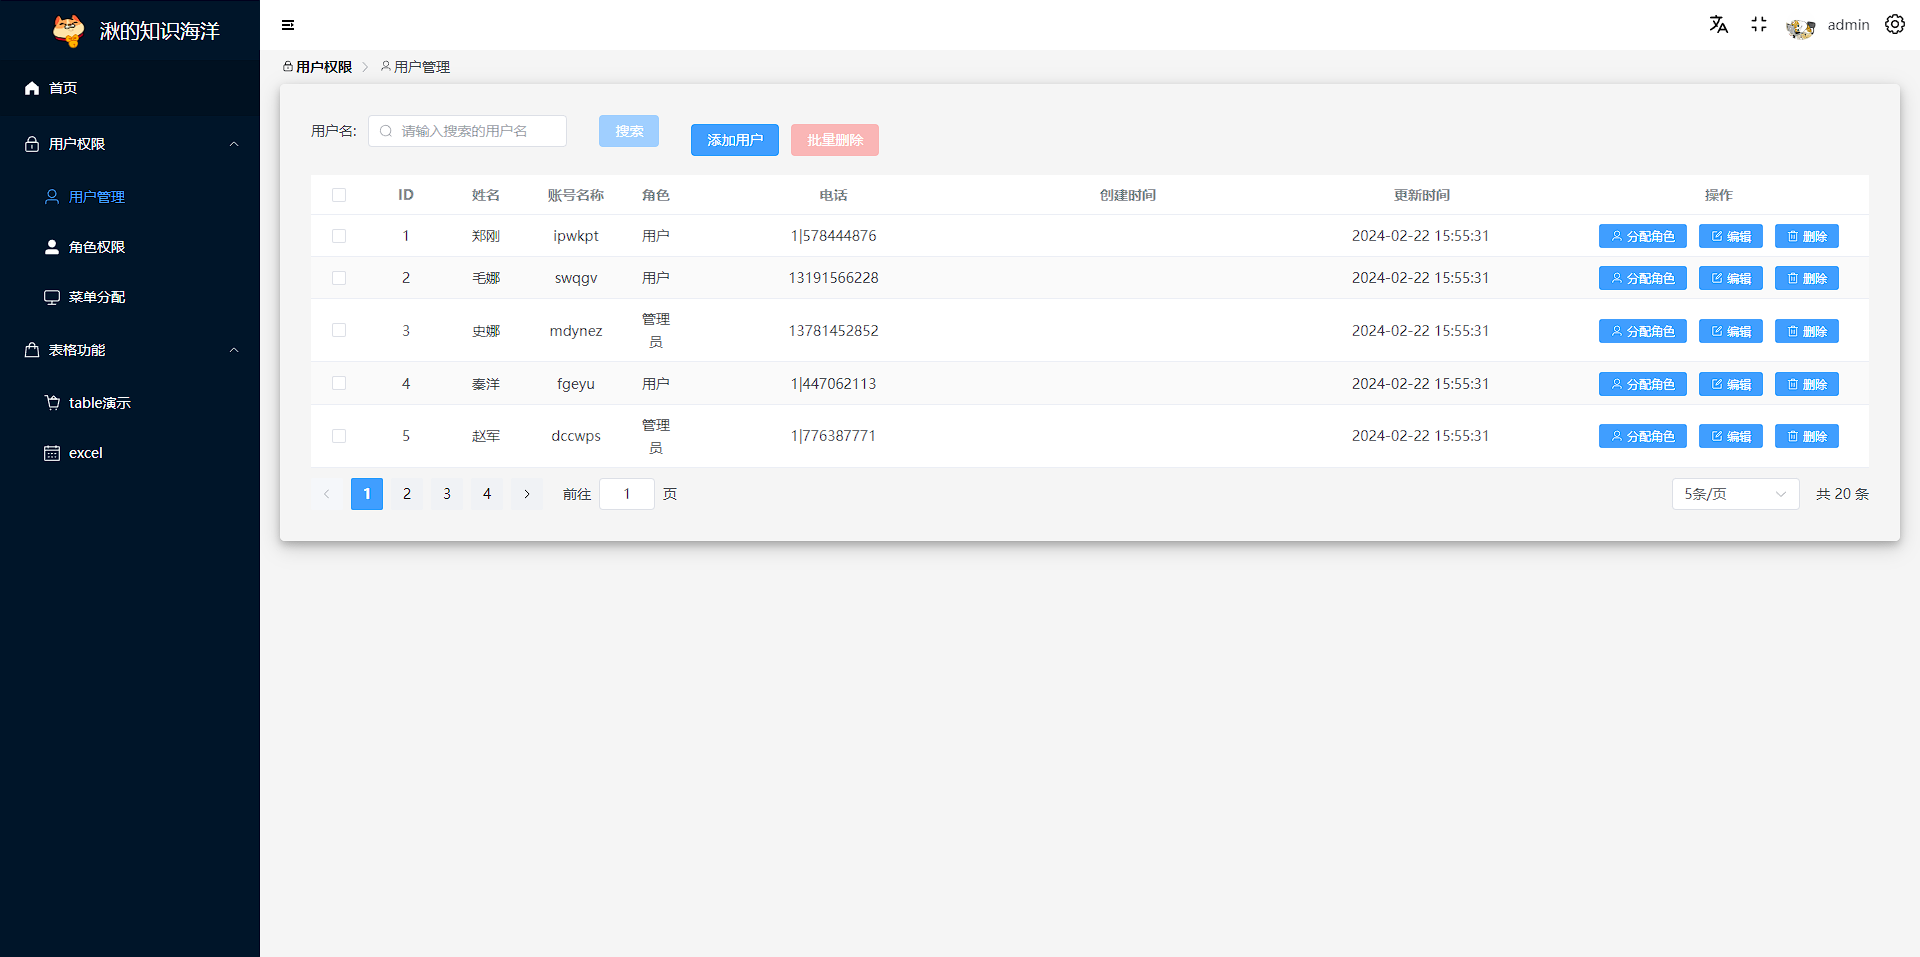 湫的知识海洋
admin
首页
用户权限
用户管理
角色权限
菜单分配
表格功能
table演示
excel
用户权限 用户管理
用户名: 请输入搜索的用户名 搜索 添加用户 批量删除
ID 姓名 账号名称 角色 电话 创建时间 更新时间 操作
1 郑刚 ipwkpt 用户 1|578444876 2024-02-22 15:55:31 分配角色 编辑 删除
2 毛娜 swqgv 用户 13191566228 2024-02-22 15:55:31 分配角色 编辑 删除
3 史娜 mdynez 管理员 13781452852 2024-02-22 15:55:31 分配角色 编辑 删除
4 秦洋 fgeyu 用户 1|447062113 2024-02-22 15:55:31 分配角色 编辑 删除
5 赵军 dccwps 管理员 1|776387771 2024-02-22 15:55:31 分配角色 编辑 删除
1 2 3 4 前往 1 页 5条/页 共 20 条